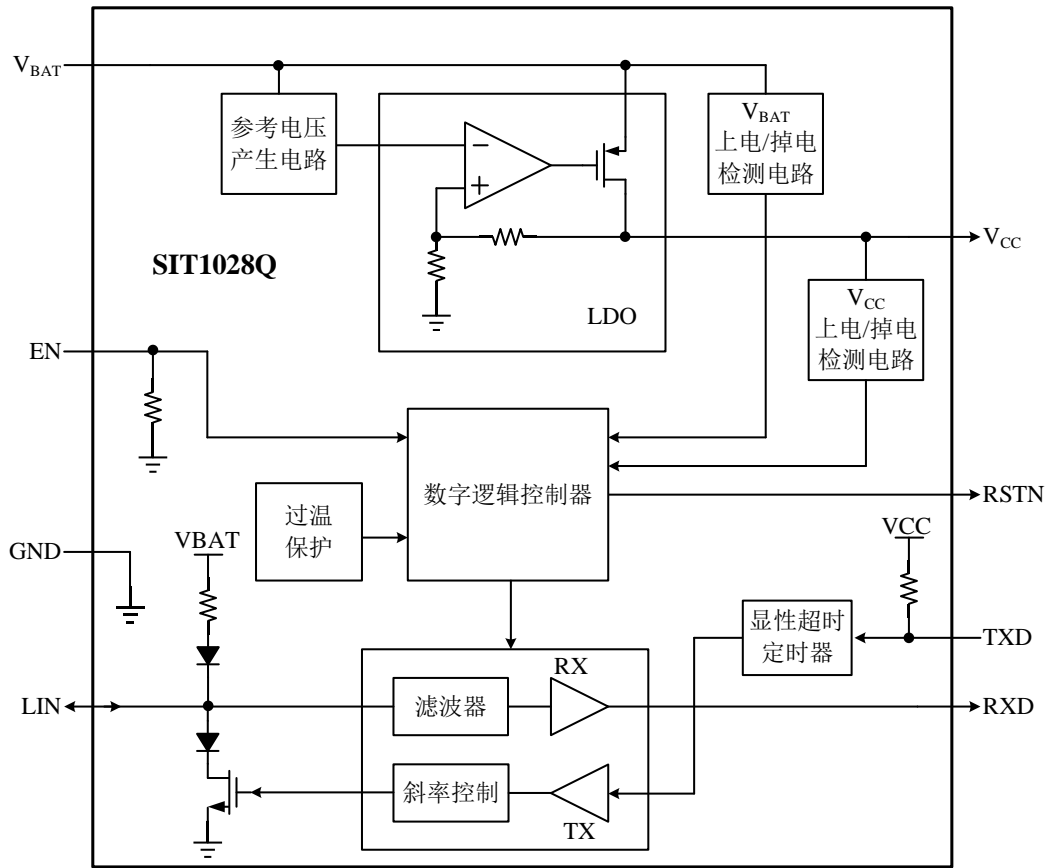 V_BAT
参考电压
产生电路
−
+
LDO
V_BAT
上电/掉电
检测电路
V_CC
SIT1028Q
V_CC
上电/掉电
检测电路
EN
数字逻辑控制器
RSTN
过温
保护
GND
VBAT
VCC
显性超时
定时器
TXD
RX
LIN
滤波器
RXD
斜率控制
TX